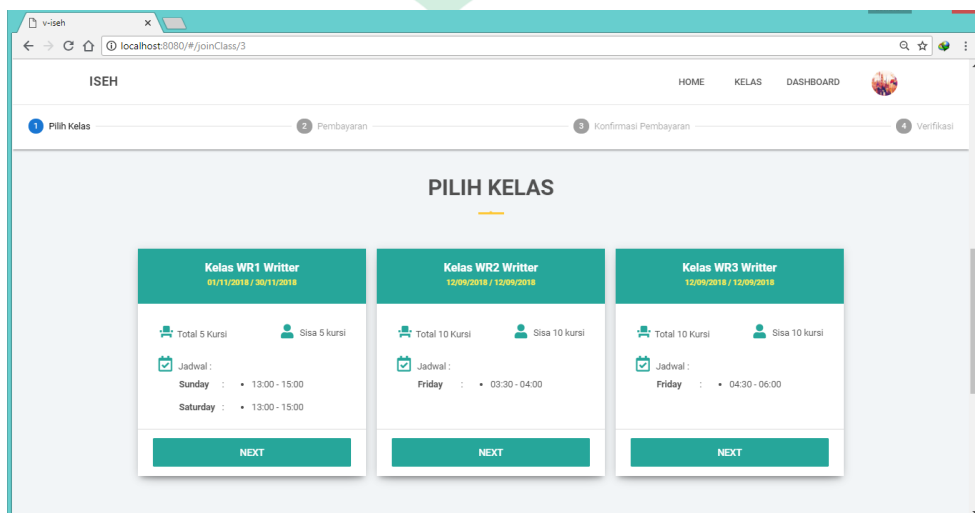 v-iseh
localhost:8080/#/joinClass/3
ISEH
HOME KELAS DASHBOARD
1 Pilih Kelas 2 Pembayaran 3 Konfirmasi Pembayaran 4 Verifikasi
PILIH KELAS
Kelas WR1 Writter
01/11/2018 / 30/11/2018
Total 5 Kursi Sisa 5 kursi
Jadwal :
Sunday : • 13:00 - 15:00
Saturday : • 13:00 - 15:00
NEXT
Kelas WR2 Writter
12/09/2018 / 12/09/2018
Total 10 Kursi Sisa 10 kursi
Jadwal :
Friday : • 03:30 - 04:00
NEXT
Kelas WR3 Writter
12/09/2018 / 12/09/2018
Total 10 Kursi Sisa 10 kursi
Jadwal :
Friday : • 04:30 - 06:00
NEXT